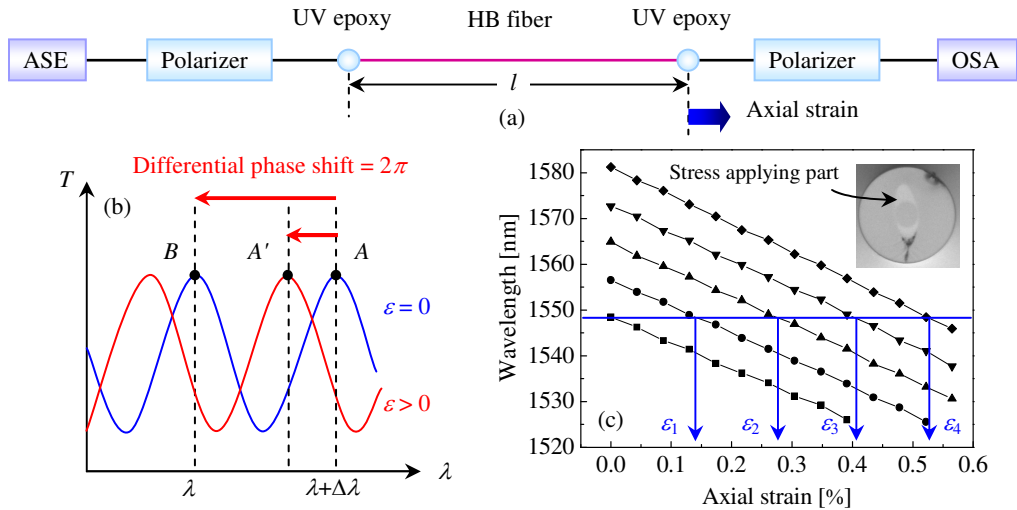 UV epoxy
HB fiber
UV epoxy
ASE
Polarizer
Polarizer
OSA
l
(a)
Axial strain
Differential phase shift = 2π
T
(b)
B
A′
A
ε = 0
ε > 0
λ
λ+Δλ
λ
1580
1570
1560
1550
1540
1530
1520
Wavelength [nm]
Stress applying part
(c)
ε1
ε2
ε3
ε4
0.0 0.1 0.2 0.3 0.4 0.5 0.6
Axial strain [%]